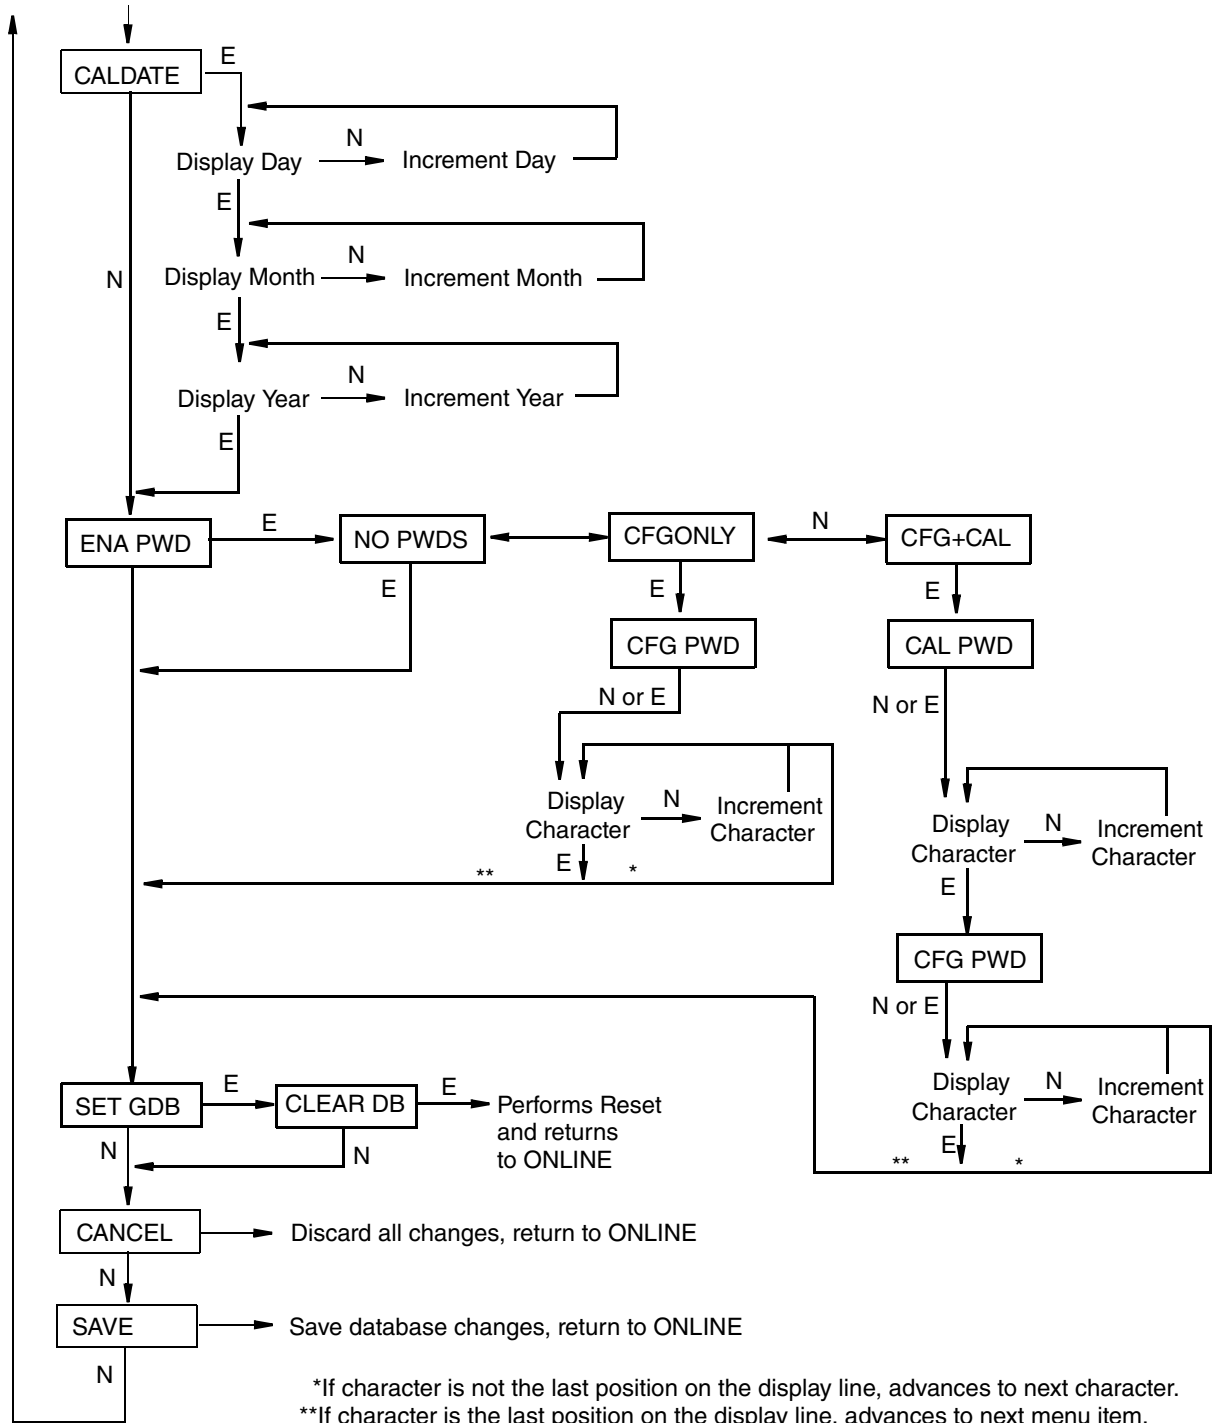 E
CALDATE
N
Display Day
Increment Day
E
N
Display Month
Increment Month
N
E
N
Display Year
Increment Year
E
ENA PWD
E
NO PWDS
CFGONLY
N
CFG+CAL
E
E
E
CFG PWD
CAL PWD
N or E
N or E
Display
Character
N
Increment
Character
E
**
*
Display
Character
N
Increment
Character
E
CFG PWD
N or E
Display
Character
N
Increment
Character
E
**
*
SET GDB
E
CLEAR DB
E
Performs Reset
and returns
to ONLINE
N
N
CANCEL
Discard all changes, return to ONLINE
N
SAVE
Save database changes, return to ONLINE
N
*If character is not the last position on the display line, advances to next character.
**If character is the last position on the display line, advances to next menu item.